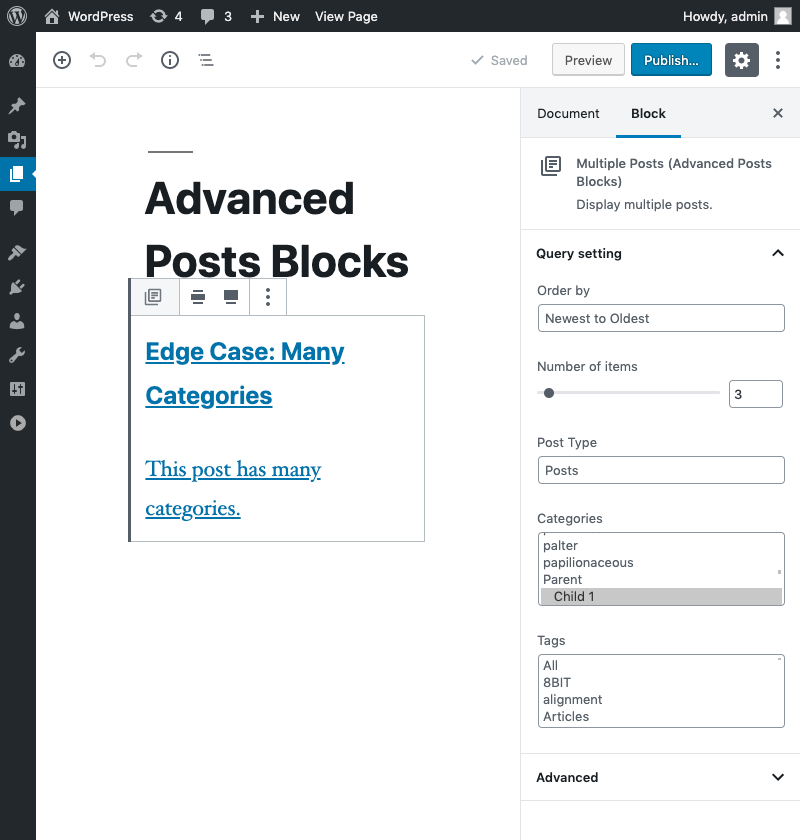 WordPress 4 3 New View Page Howdy, admin
Saved Preview Publish...
Document Block
Multiple Posts (Advanced Posts
Blocks)
Display multiple posts.
Advanced
Posts Blocks
Edge Case: Many
Categories
This post has many
categories.
Query setting
Order by
Newest to Oldest
Number of items
3
Post Type
Posts
Categories
palter
papilionaceous
Parent
Child 1
Tags
All
8BIT
alignment
Articles
Advanced